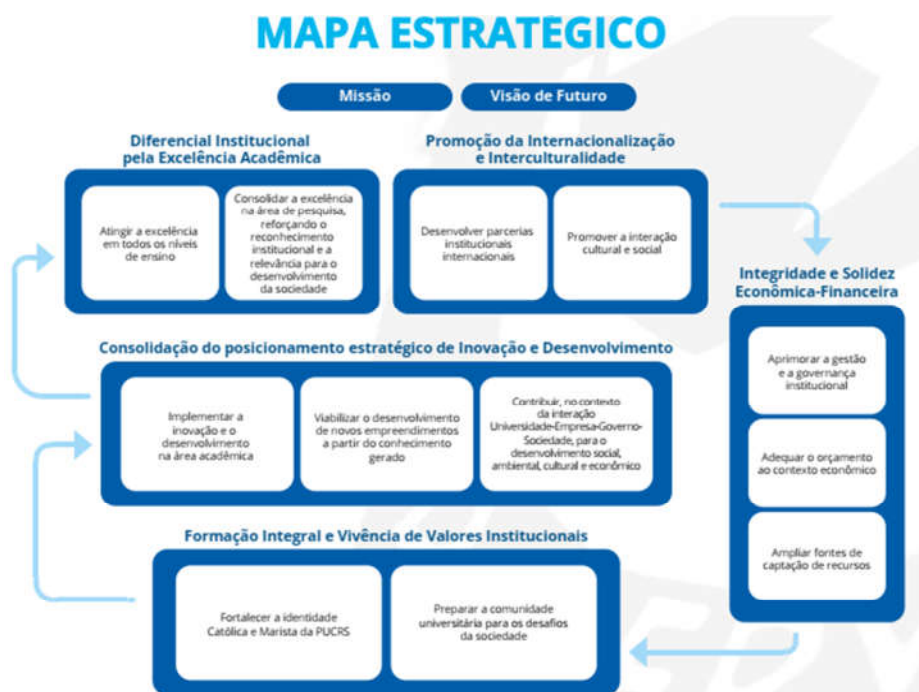 MAPA ESTRATÉGICO
Missão
Visão de Futuro
Diferencial Institucional
pela Excelência Acadêmica
Atingir a excelência
em todos os níveis
de ensino
Consolidar a excelência
na área de pesquisa,
reforçando o
reconhecimento
institucional e a
relevância para o
desenvolvimento
da sociedade
Promoção da Internacionalização
e Interculturalidade
Desenvolver parcerias
institucionais
internacionais
Promover a interação
cultural e social
Integridade e Solidez
Econômica-Financeira
Aprimorar a gestão
e a governança
institucional
Adequar o orçamento
ao contexto econômico
Ampliar fontes de
captação de recursos
Consolidação do posicionamento estratégico de Inovação e Desenvolvimento
Implementar a
inovação e o
desenvolvimento
na área acadêmica
Viabilizar o desenvolvimento
de novos empreendimentos
a partir do conhecimento
gerado
Contribuir, no contexto
da interação
Universidade-Empresa-Governo-
Sociedade, para o
desenvolvimento social,
ambiental, cultural e econômico
Formação Integral e Vivência de Valores Institucionais
Fortalecer a identidade
Católica e Marista da PUCRS
Preparar a comunidade
universitária para os desafios
da sociedade